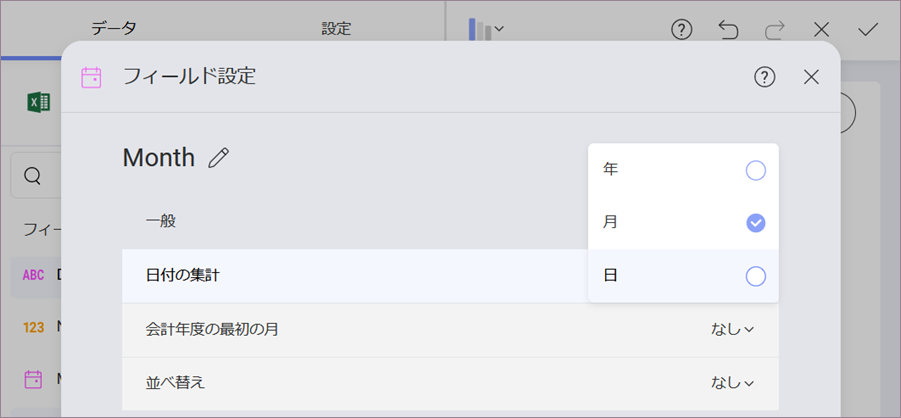 データ 設定
フィールド設定
Month
年
一般
月
日付の集計
日
会計年度の最初の月 なし
並べ替え なし
フィー
ABC
123